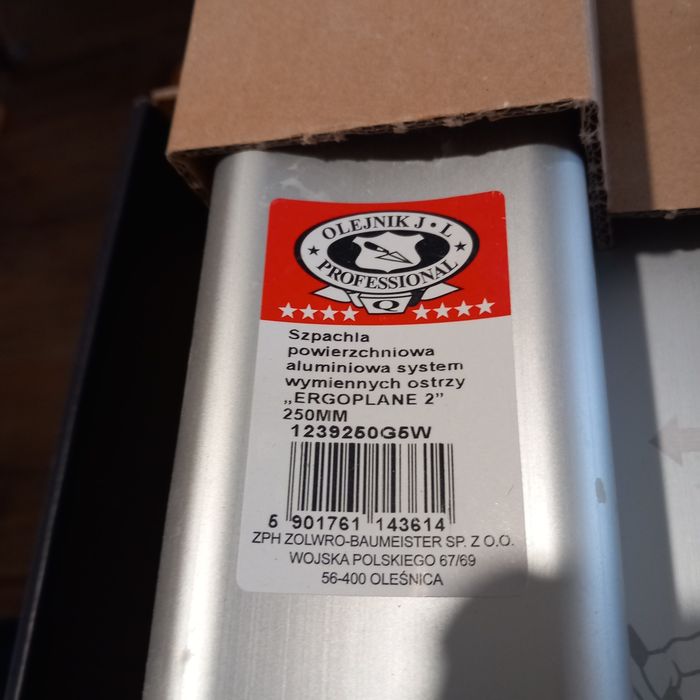 OLEJNIK J • L
PROFESSIONAL
Q
Szpachla
powierzchniowa
aluminiowa system
wymiennych ostrzy
„ERGOPLANE 2”
250MM
1239250G5W
5 901761 143614
ZPH ZOLWRO-BAUMEISTER SP. Z O.O.
WOJSKA POLSKIEGO 67/69
56-400 OLEŚNICA